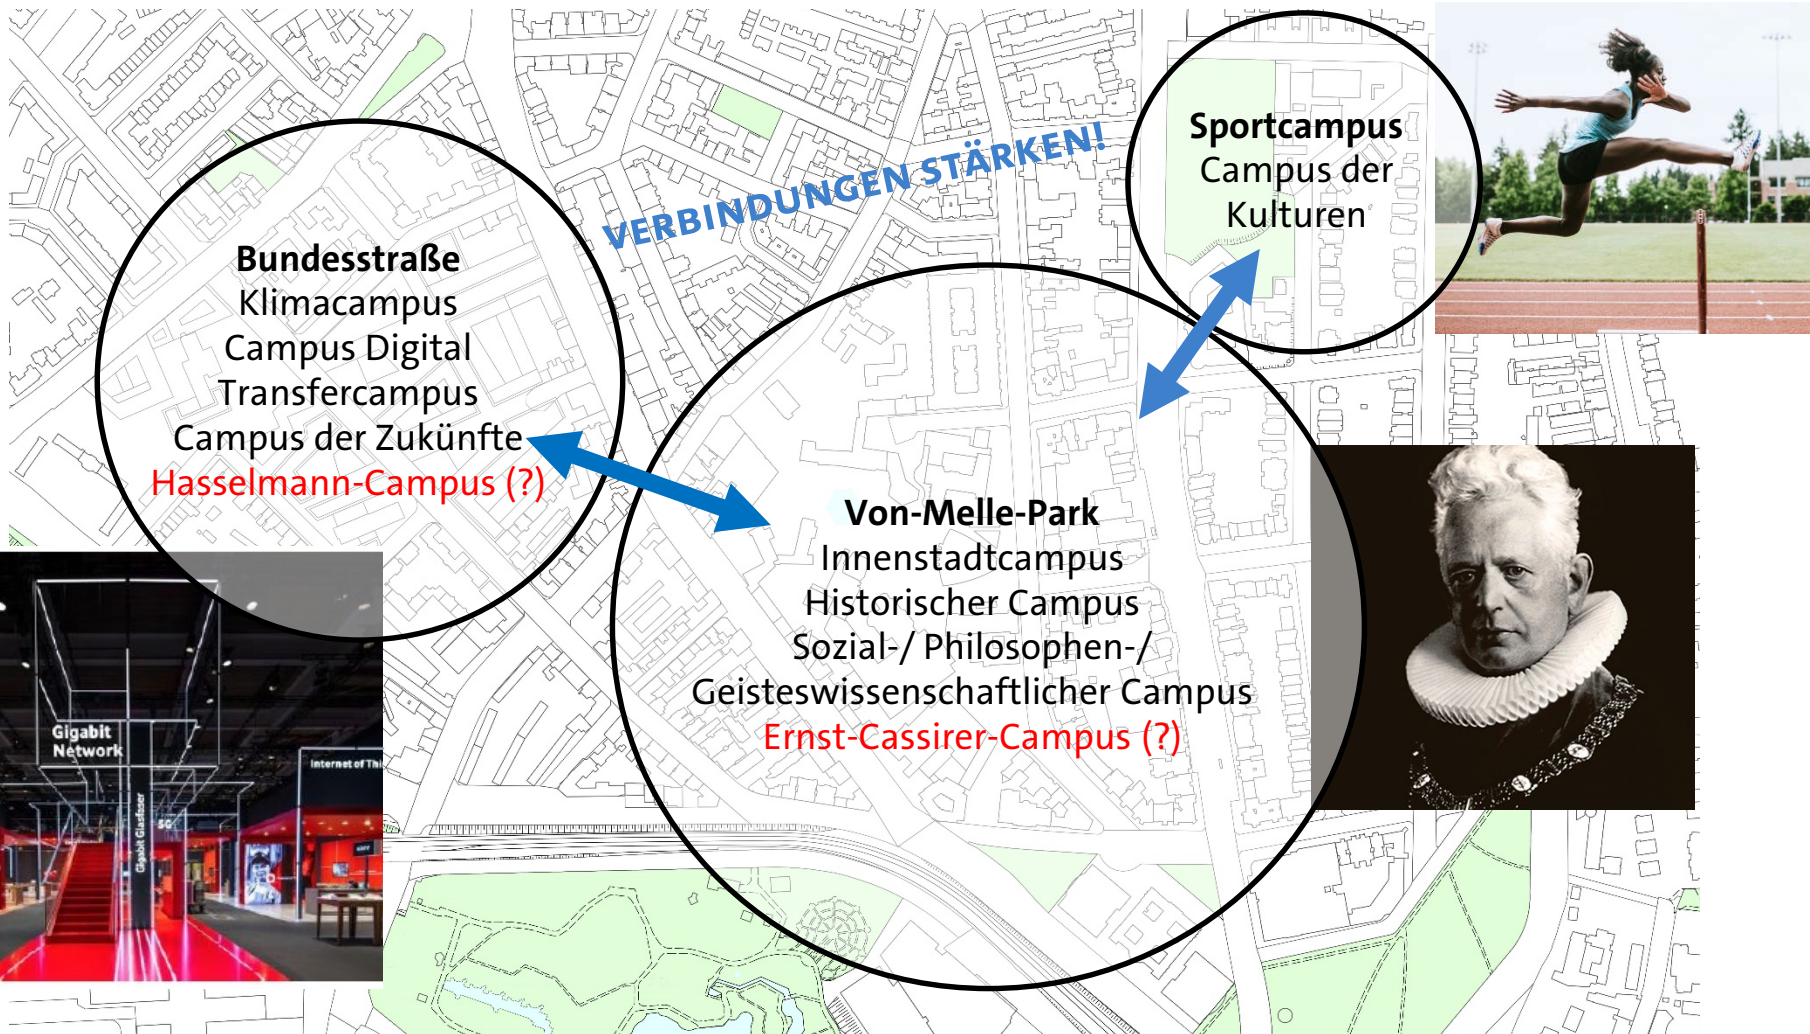 VERBINDUNGEN STÄRKEN!
Bundesstraße
Klimacampus
Campus Digital
Transfercampus
Campus der Zukünfte
Hasselmann-Campus (?)
Sportcampus
Campus der
Kulturen
Von-Melle-Park
Innenstadtcampus
Historischer Campus
Sozial-/ Philosophen-/
Geisteswissenschaftlicher Campus
Ernst-Cassirer-Campus (?)
Gigabit
Network
Internet of Thi
Gigabit Glasfaser
5G